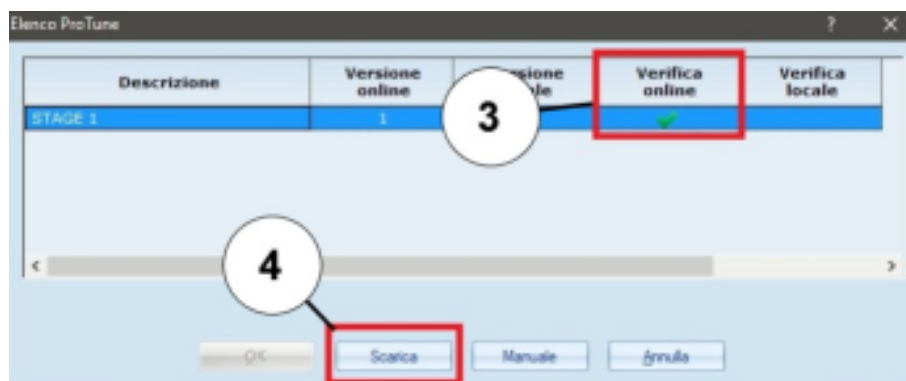 Elenco ProTune ? ×
Descrizione Versione online Verifica online Verifica locale
STAGE 1 1
3
4
< >
OK Scarica Manuale Annulla